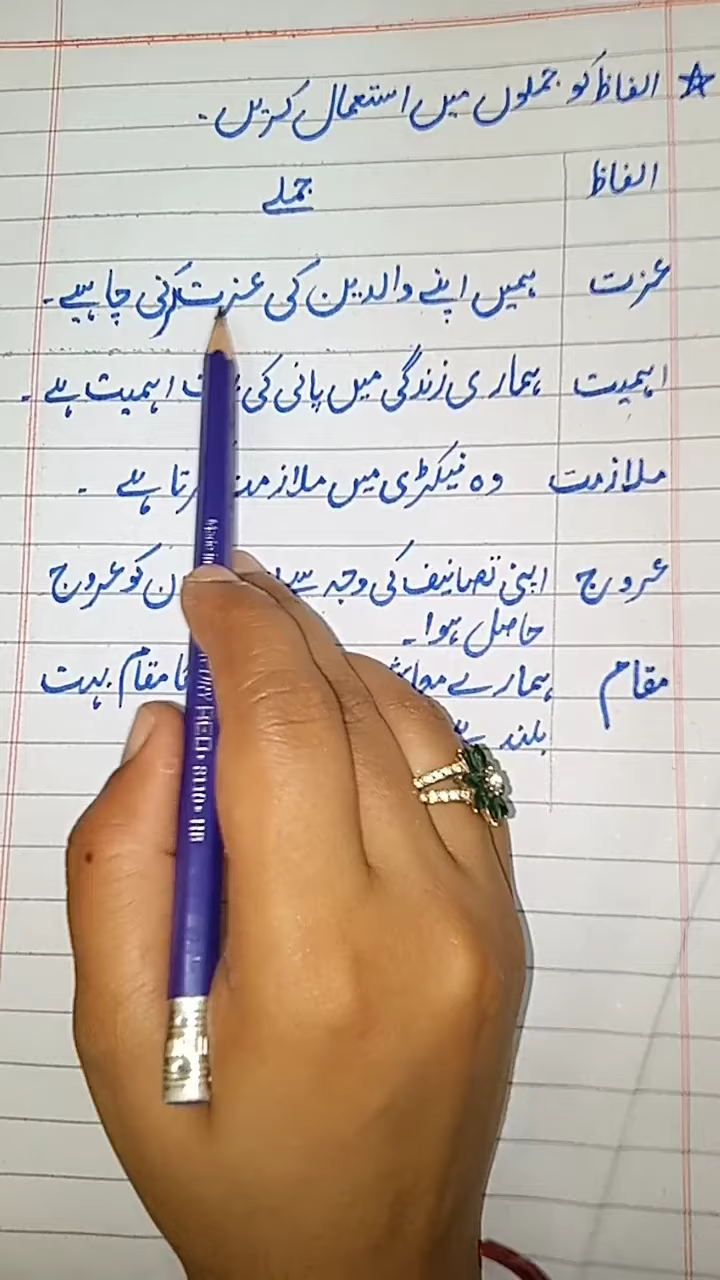 ☆ الفاظ کو جملوں میں استعمال کریں۔
الفاظ جملے
عزت ہمیں اپنے والدین کی عزت کرنی چاہیے۔
اہمیت ہماری زندگی میں پانی کی اہمیت ہے۔
ملازمت وہ فیکٹری میں ملازمت کرتا ہے۔
عروج اپنی تصانیف کی وجہ سے کو عروج
حاصل ہوا۔
مقام ہمارے مقام بہت
بلند